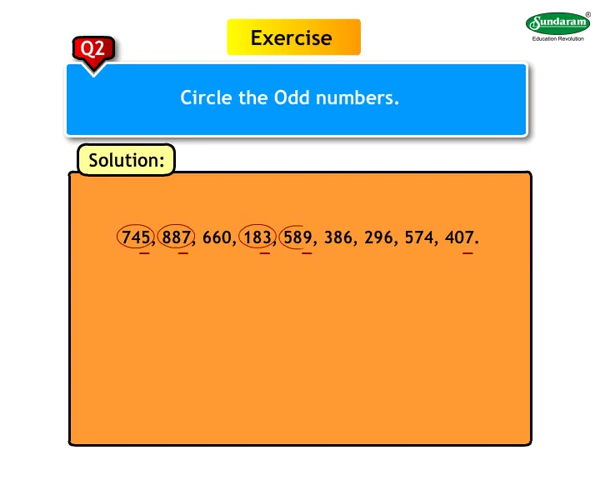 Sundaram®
Education Revolution
Exercise
Q2
Circle the Odd numbers.
Solution:
745, 887, 660, 183, 589, 386, 296, 574, 407.